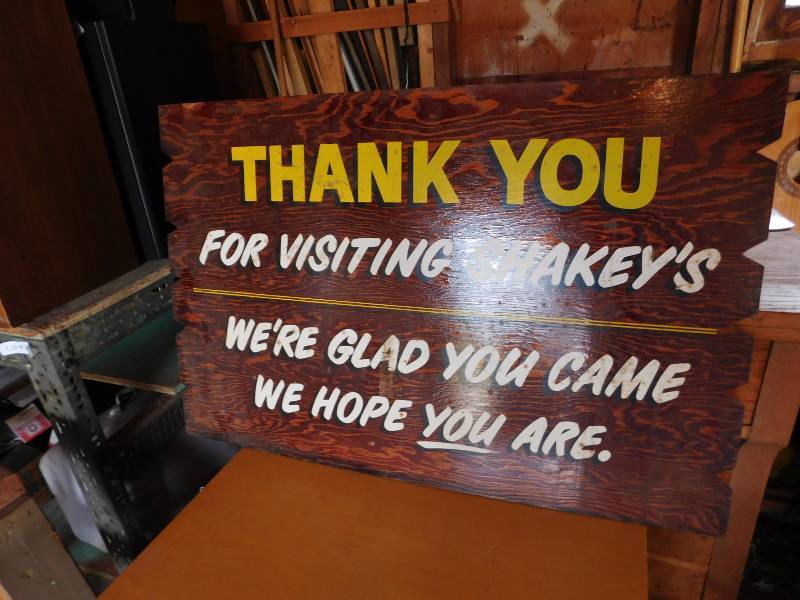 THANK YOU
FOR VISITING SHAKEY'S
WE'RE GLAD YOU CAME
WE HOPE YOU ARE.